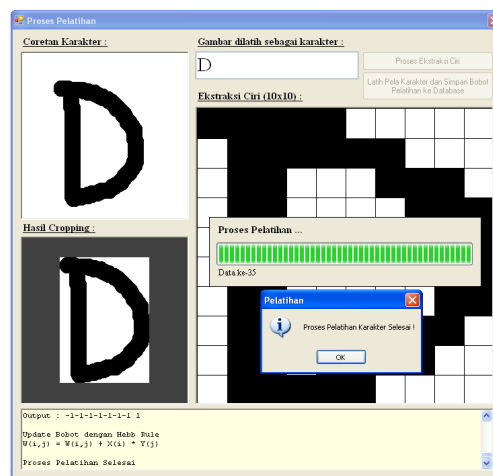 Proses Pelatihan
Coretan Karakter :
Gambar dilatih sebagai karakter :
D
Proses Ekstraksi Ciri
Latih Pola Karakter dan Simpan Bobot
Pelatihan ke Database
Ekstraksi Ciri (10x10) :
D
Hasil Cropping :
D
Proses Pelatihan ...
Data ke-35
Pelatihan
Proses Pelatihan Karakter Selesai !
OK
Output : -1-1-1-1-1-1-1 1
Update Bobot dengan Hebb Rule
W(i,j) = W(i,j) + X(i) * Y(j)
Proses Pelatihan Selesai